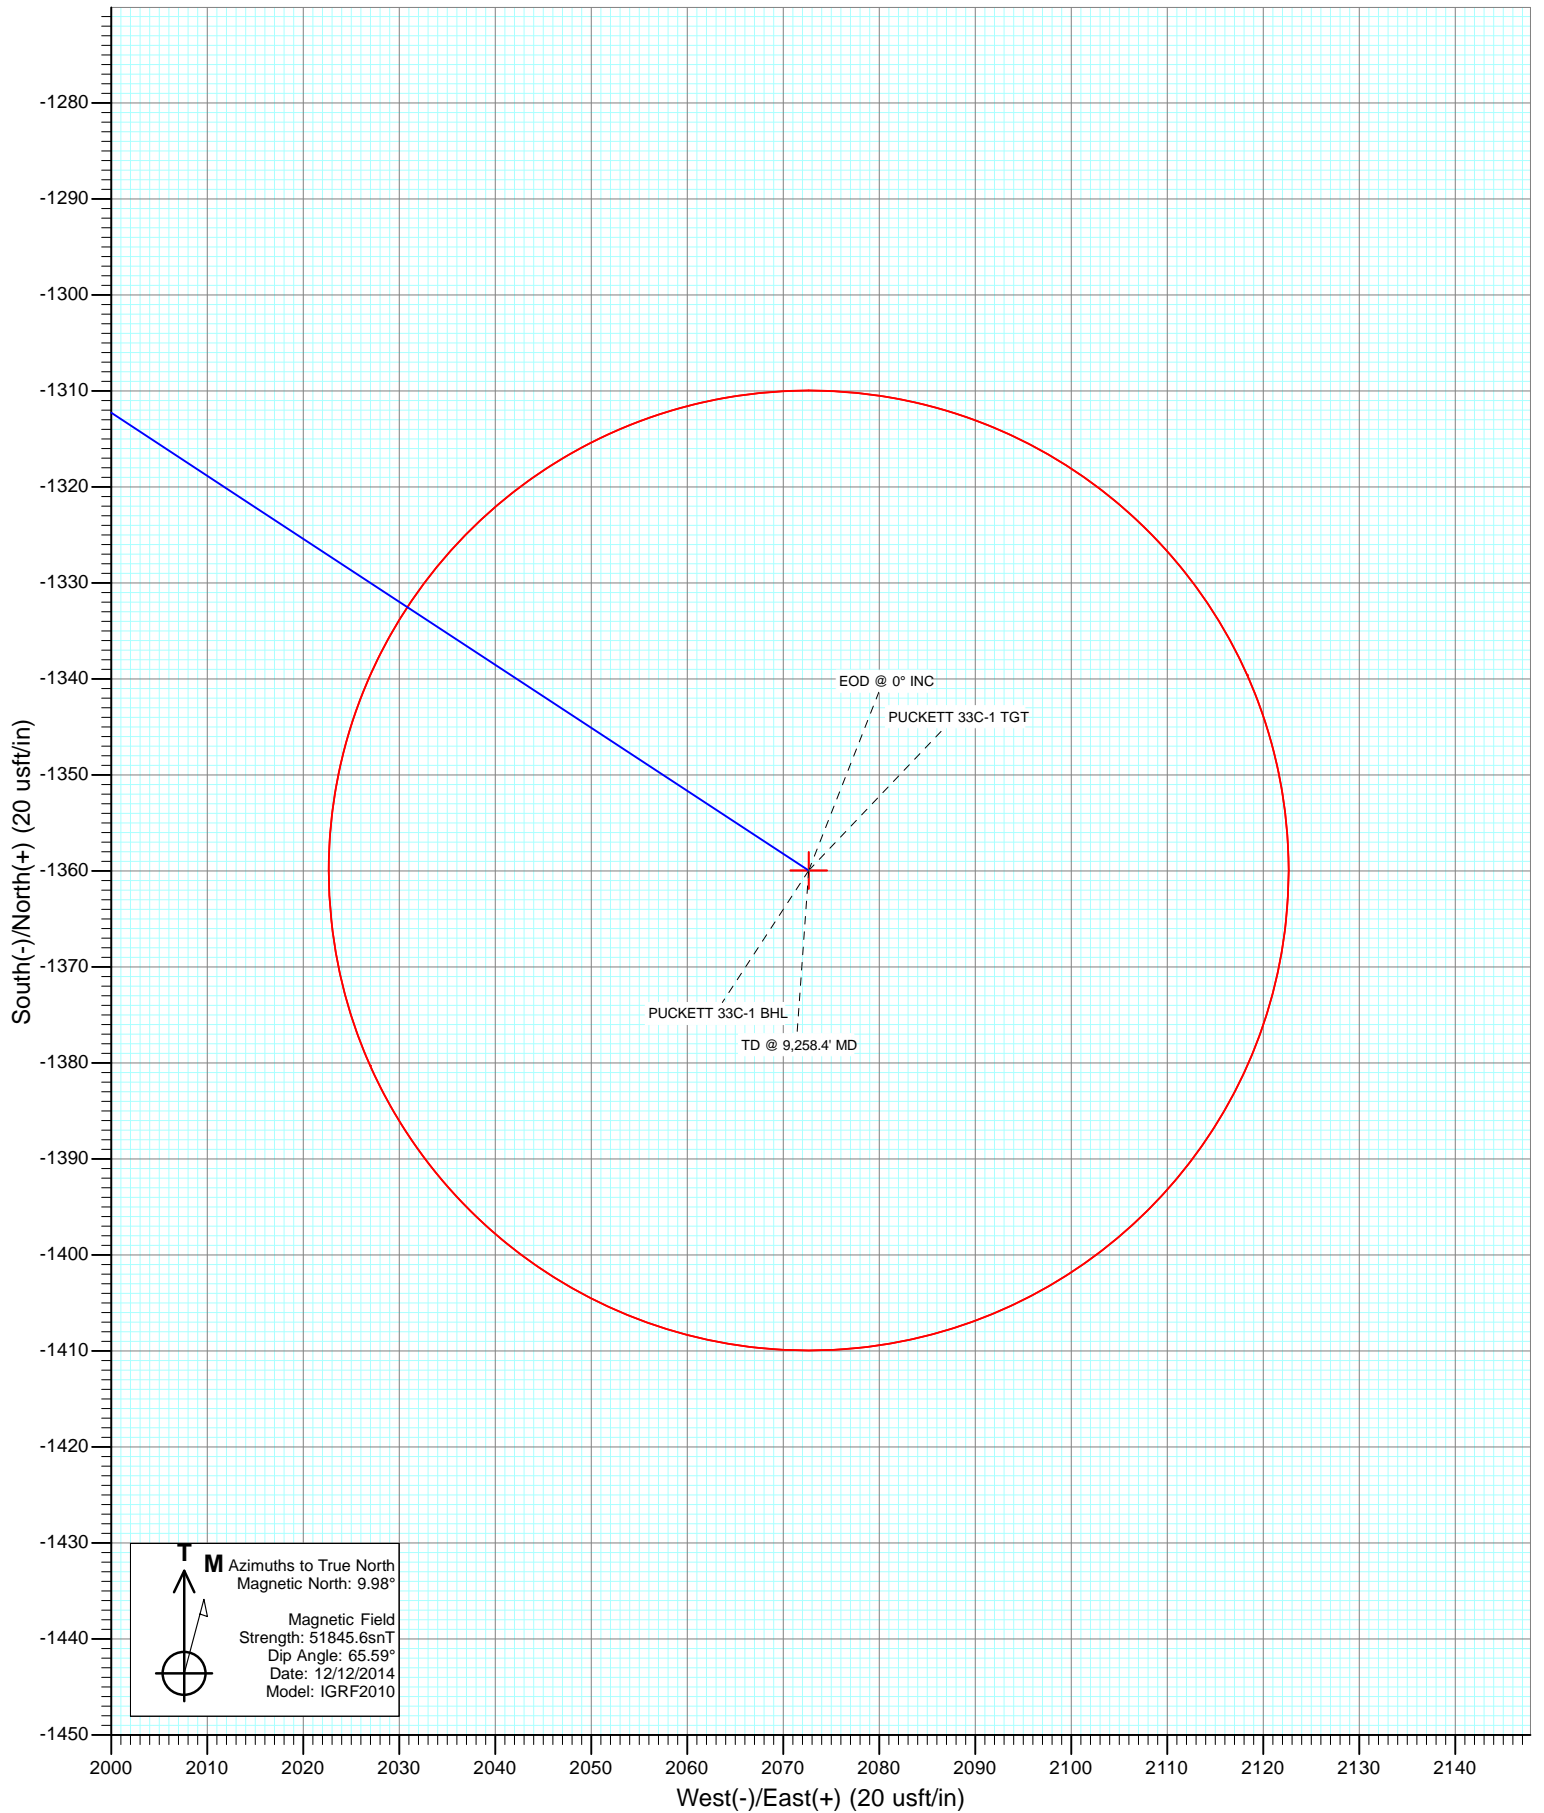 -1280
-1290
-1300
-1310
-1320
-1330
-1340
-1350
-1360
-1370
-1380
-1390
-1400
-1410
-1420
-1430
-1440
-1450
South(-)/North(+) (20 usft/in)
EOD @ 0° INC
PUCKETT 33C-1 TGT
PUCKETT 33C-1 BHL
TD @ 9,258.4' MD
T
M
Azimuths to True North
Magnetic North: 9.98°
Magnetic Field
Strength: 51845.6snT
Dip Angle: 65.59°
Date: 12/12/2014
Model: IGRF2010
2000 2010 2020 2030 2040 2050 2060 2070 2080 2090 2100 2110 2120 2130 2140
West(-)/East(+) (20 usft/in)